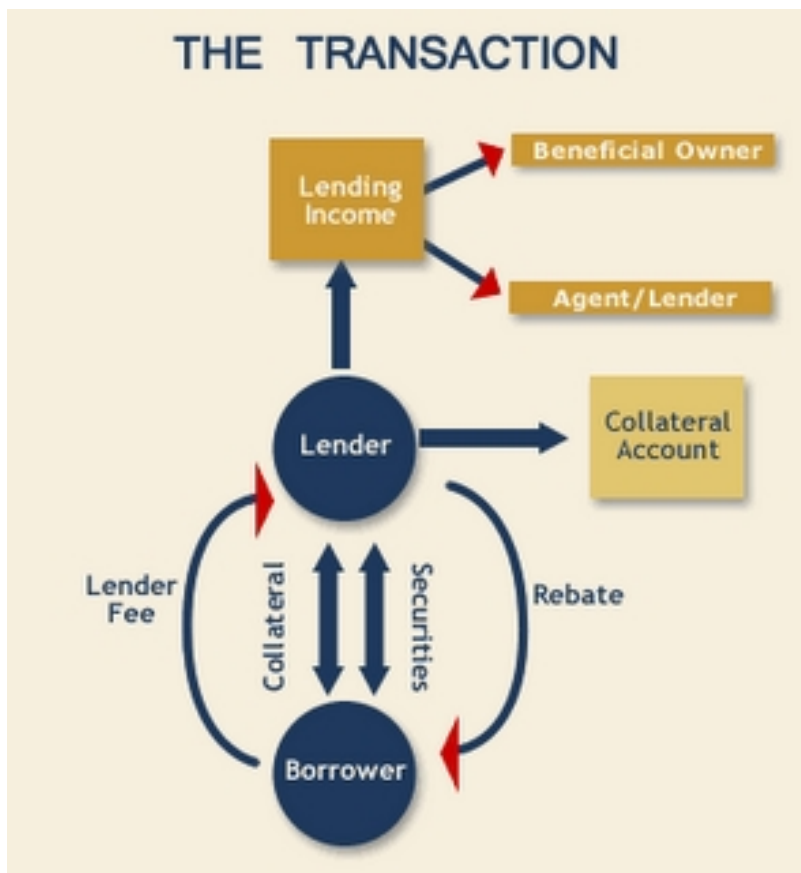 THE TRANSACTION
Lending
Income
Beneficial Owner
Agent/Lender
Lender
Collateral
Account
Lender
Fee
Collateral
Securities
Rebate
Borrower